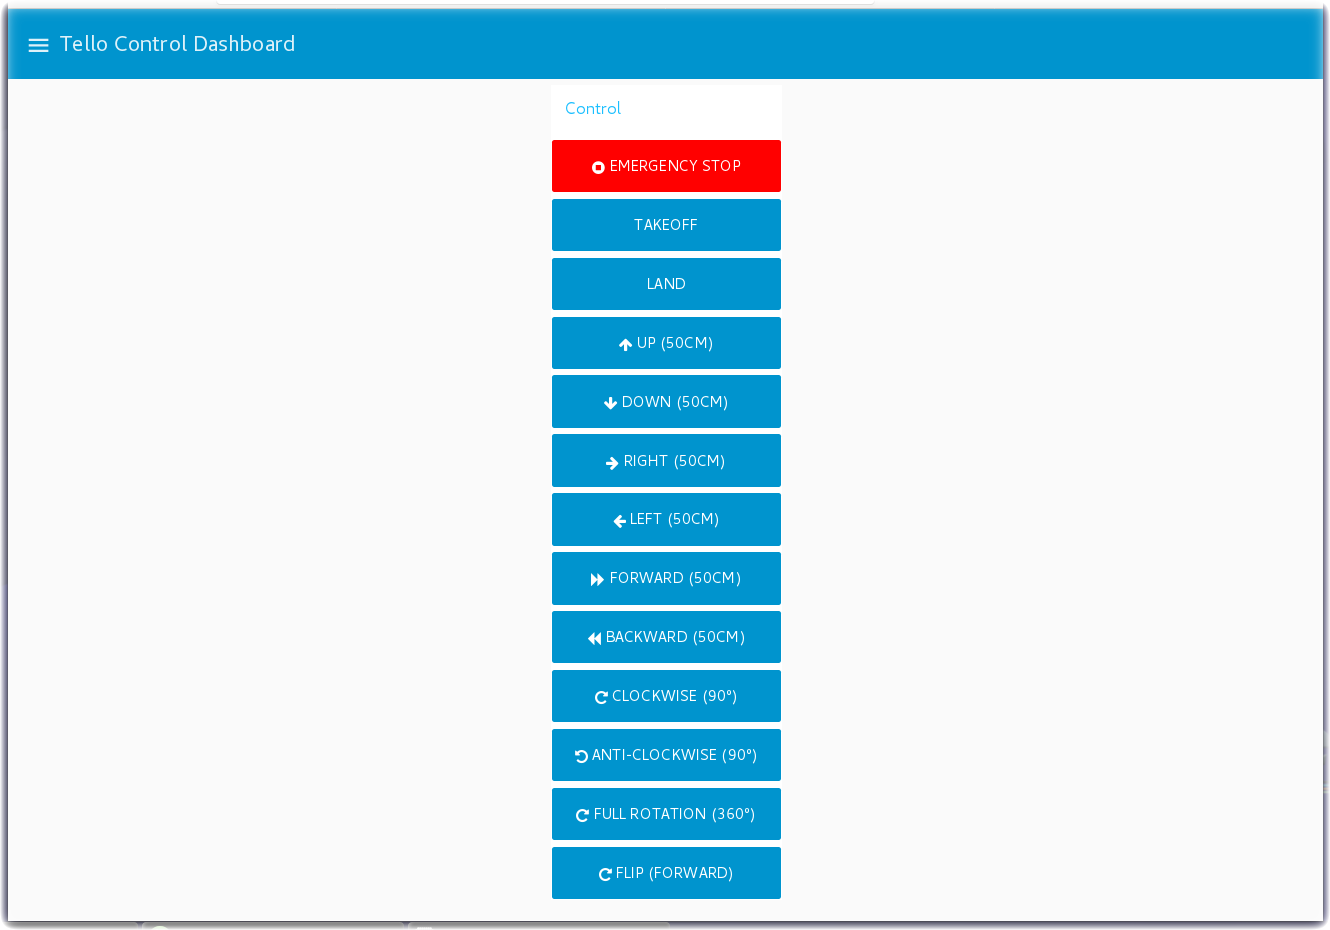 Tello Control Dashboard
Control
EMERGENCY STOP
TAKEOFF
LAND
UP (50CM)
DOWN (50CM)
RIGHT (50CM)
LEFT (50CM)
FORWARD (50CM)
BACKWARD (50CM)
CLOCKWISE (90°)
ANTI-CLOCKWISE (90°)
FULL ROTATION (360°)
FLIP (FORWARD)